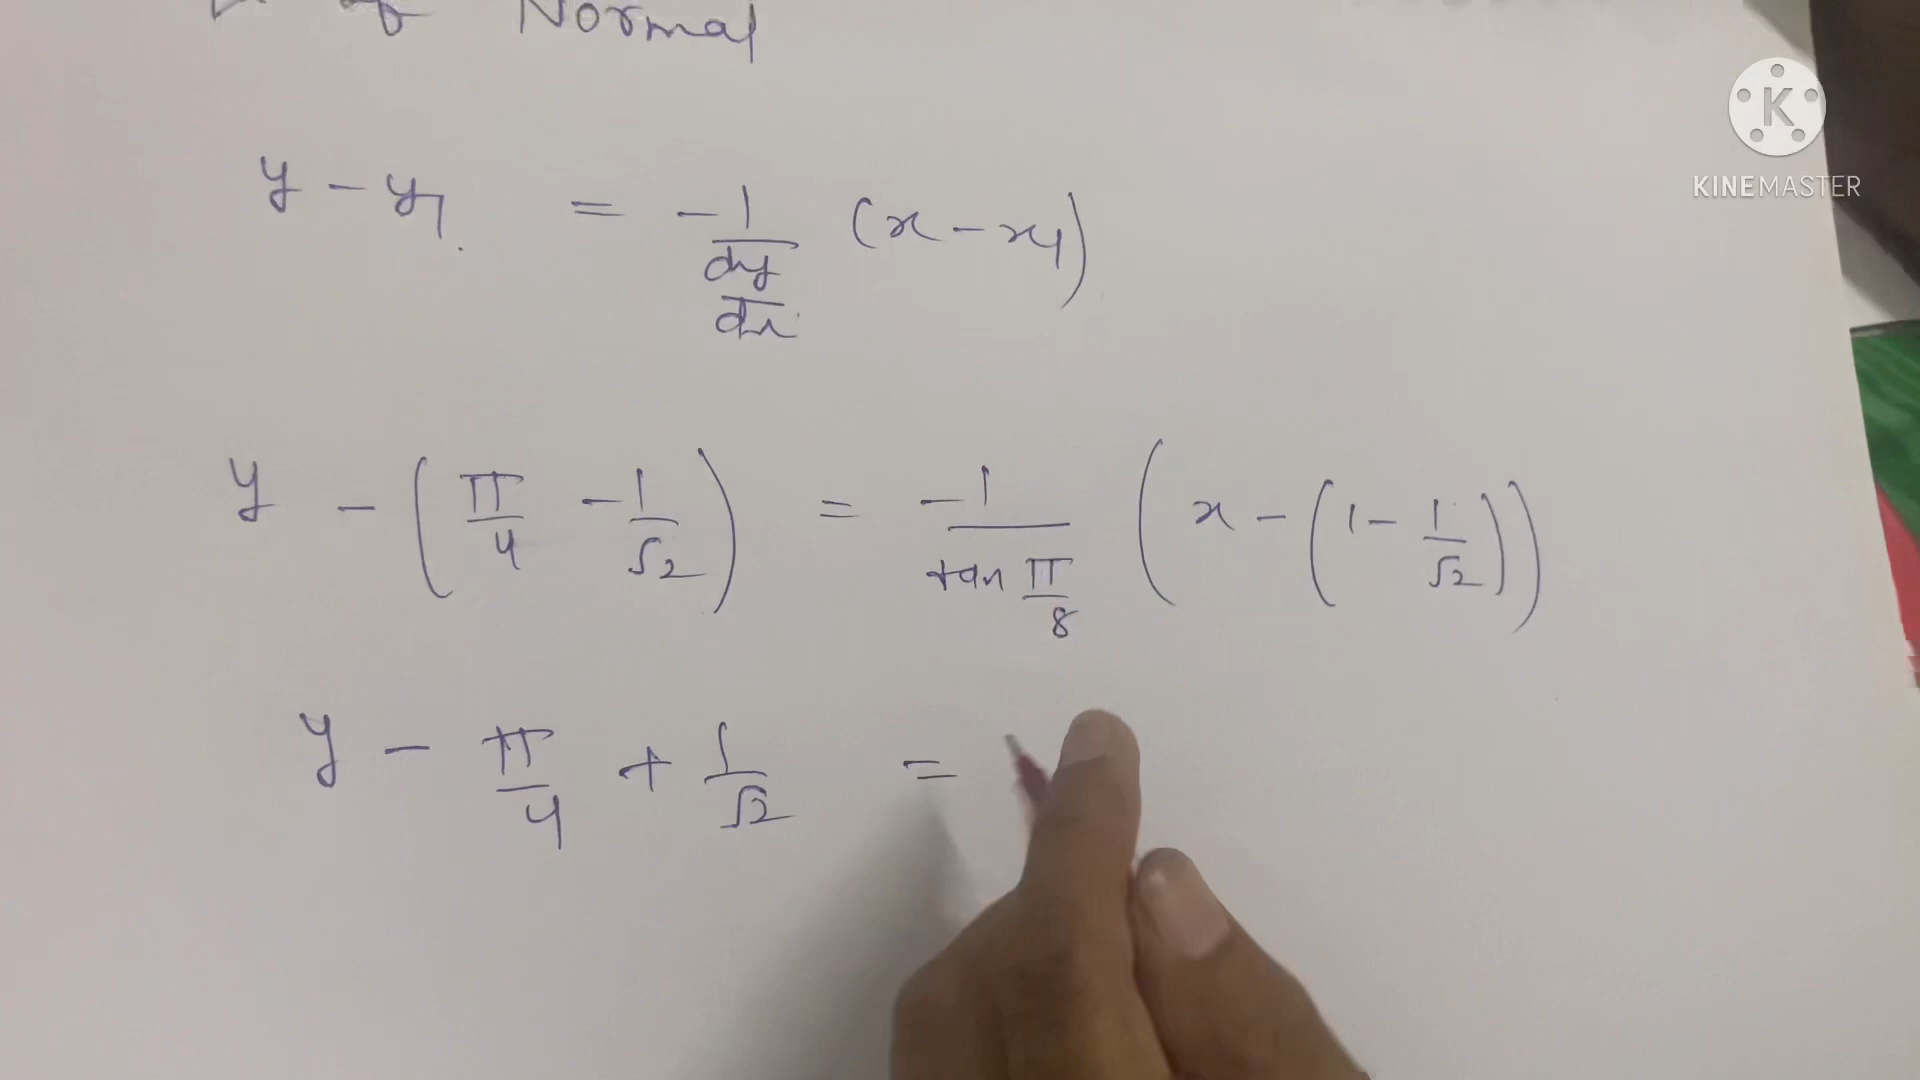 of Normal
K
KINEMASTER
y - y1 = -1/(dy/dx) (x - x1)
y - (π/4 - 1/√2) = -1/(tan π/8) (x - (1 - 1/√2))
y - π/4 + 1/√2 =